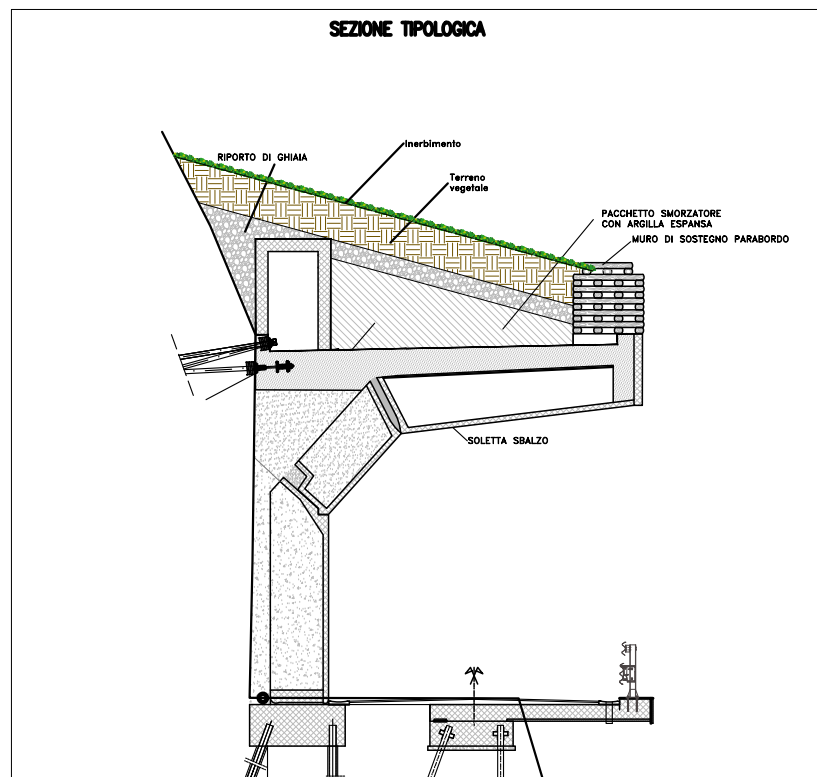 SEZIONE TIPOLOGICA
Inerbimento
RIPORTO DI GHIAIA
Terreno
vegetale
PACCHETTO SMORZATORE
CON ARGILLA ESPANSA
MURO DI SOSTEGNO PARABORDO
SOLETTA SBALZO